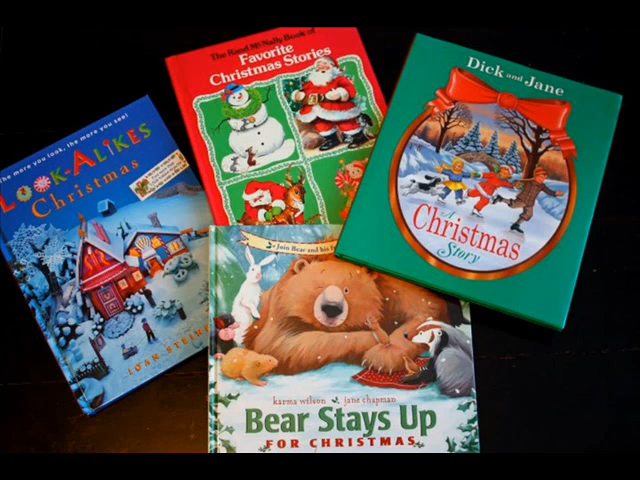 The more you look, the more you see!
LOOK-ALIKES
Christmas
JOAN STEINER
The Rand McNally Book of
Favorite
Christmas Stories
Dick and Jane
A
Christmas
Story
Join Bear and his
karma wilson jane chapman
Bear Stays Up
FOR CHRISTMAS